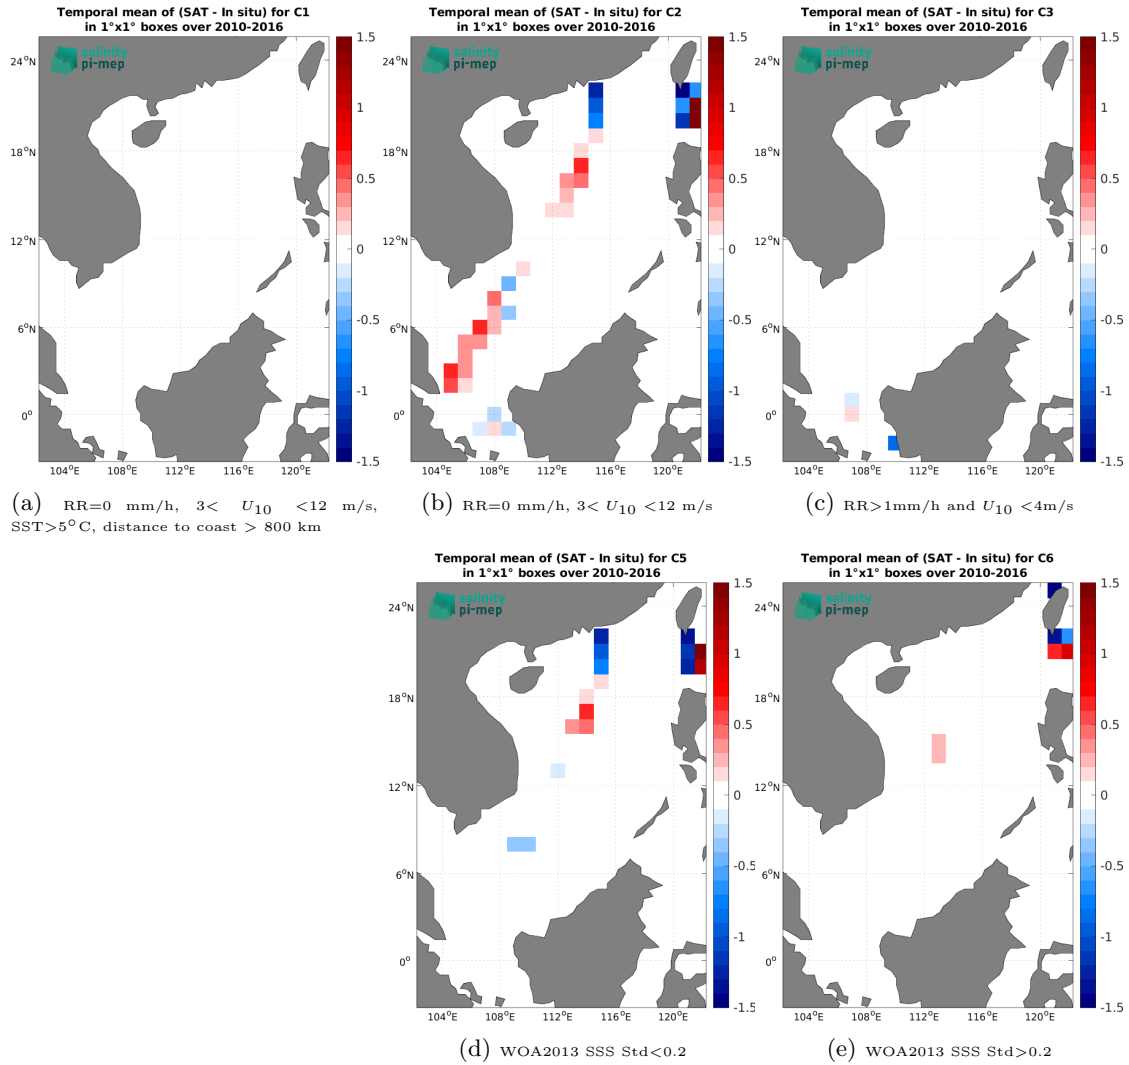 Temporal mean of (SAT - In situ) for C1
in 1°x1° boxes over 2010-2016
salinity
pi-mep
24°N
18°N
12°N
6°N
0°
104°E 108°E 112°E 116°E 120°E
1.5
1
0.5
0
-0.5
-1
-1.5
(a) RR=0 mm/h, 3< U10 <12 m/s,
SST>5°C, distance to coast > 800 km
Temporal mean of (SAT - In situ) for C2
in 1°x1° boxes over 2010-2016
salinity
pi-mep
24°N
18°N
12°N
6°N
0°
104°E 108°E 112°E 116°E 120°E
1.5
1
0.5
0
-0.5
-1
-1.5
(b) RR=0 mm/h, 3< U10 <12 m/s
Temporal mean of (SAT - In situ) for C3
in 1°x1° boxes over 2010-2016
salinity
pi-mep
24°N
18°N
12°N
6°N
0°
104°E 108°E 112°E 116°E 120°E
1.5
1
0.5
0
-0.5
-1
-1.5
(c) RR>1mm/h and U10 <4m/s
Temporal mean of (SAT - In situ) for C5
in 1°x1° boxes over 2010-2016
salinity
pi-mep
24°N
18°N
12°N
6°N
0°
104°E 108°E 112°E 116°E 120°E
1.5
1
0.5
0
-0.5
-1
-1.5
(d) WOA2013 SSS Std<0.2
Temporal mean of (SAT - In situ) for C6
in 1°x1° boxes over 2010-2016
salinity
pi-mep
24°N
18°N
12°N
6°N
0°
104°E 108°E 112°E 116°E 120°E
1.5
1
0.5
0
-0.5
-1
-1.5
(e) WOA2013 SSS Std>0.2